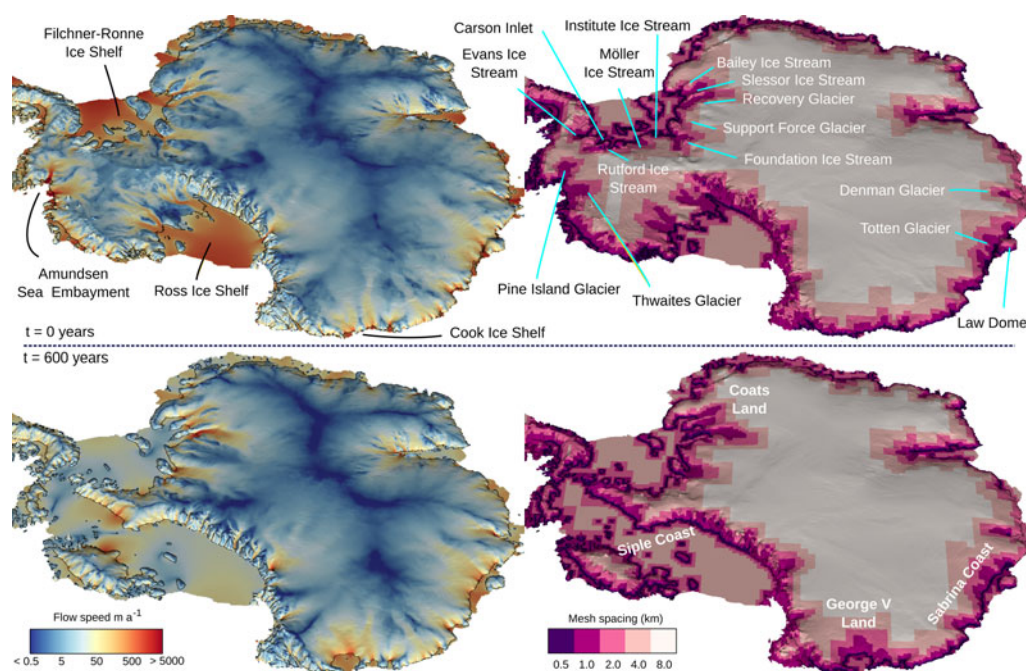 Filchner-Ronne
Ice Shelf
Carson Inlet
Evans Ice
Stream
Institute Ice Stream
Möller
Ice Stream
Bailey Ice Stream
Slessor Ice Stream
Recovery Glacier
Support Force Glacier
Foundation Ice Stream
Rutford Ice
Stream
Denman Glacier
Totten Glacier
Amundsen
Sea Embayment
Ross Ice Shelf
Pine Island Glacier
Thwaites Glacier
Law Dome
Cook Ice Shelf
t = 0 years
t = 600 years
Coats
Land
Siple Coast
Sabrina Coast
George V
Land
Flow speed m a⁻¹
< 0.5 5 50 500 > 5000
Mesh spacing (km)
0.5 1.0 2.0 4.0 8.0